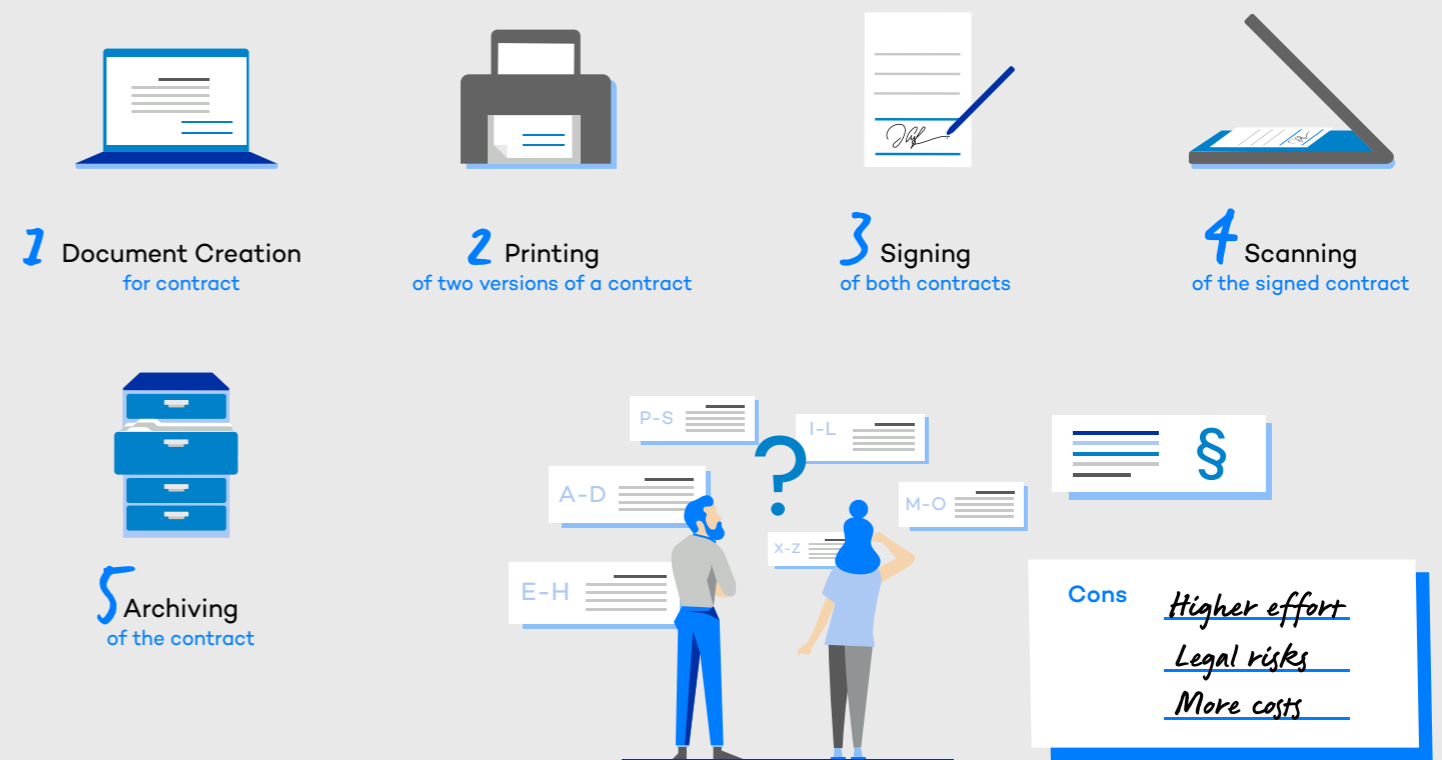 1 Document Creation
for contract
2 Printing
of two versions of a contract
3 Signing
of both contracts
4 Scanning
of the signed contract
5 Archiving
of the contract
P-S
I-L
?
A-D
M-O
X-Z
E-H
§
Cons
Higher effort
Legal risks
More costs